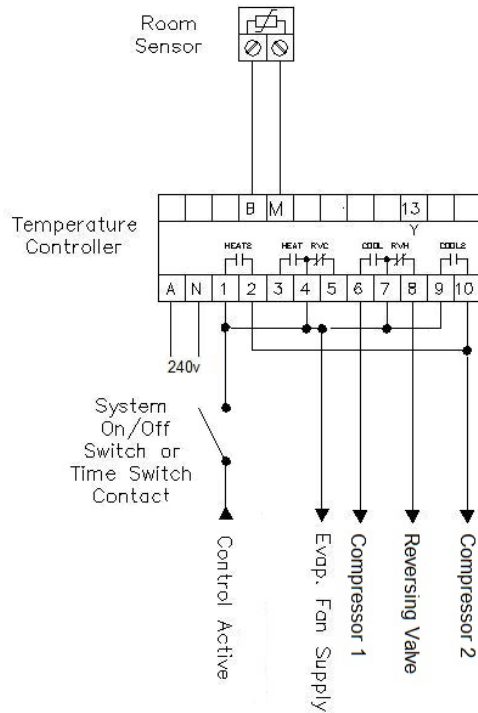 Room
Sensor
B M 13
Y
Temperature
Controller
HEAT2 HEAT RVC COOL RVH COOL2
A N 1 2 3 4 5 6 7 8 9 10
240v
System
On/Off
Switch or
Time Switch
Contact
Control Active
Evap. Fan Supply
Compressor 1
Reversing Valve
Compressor 2